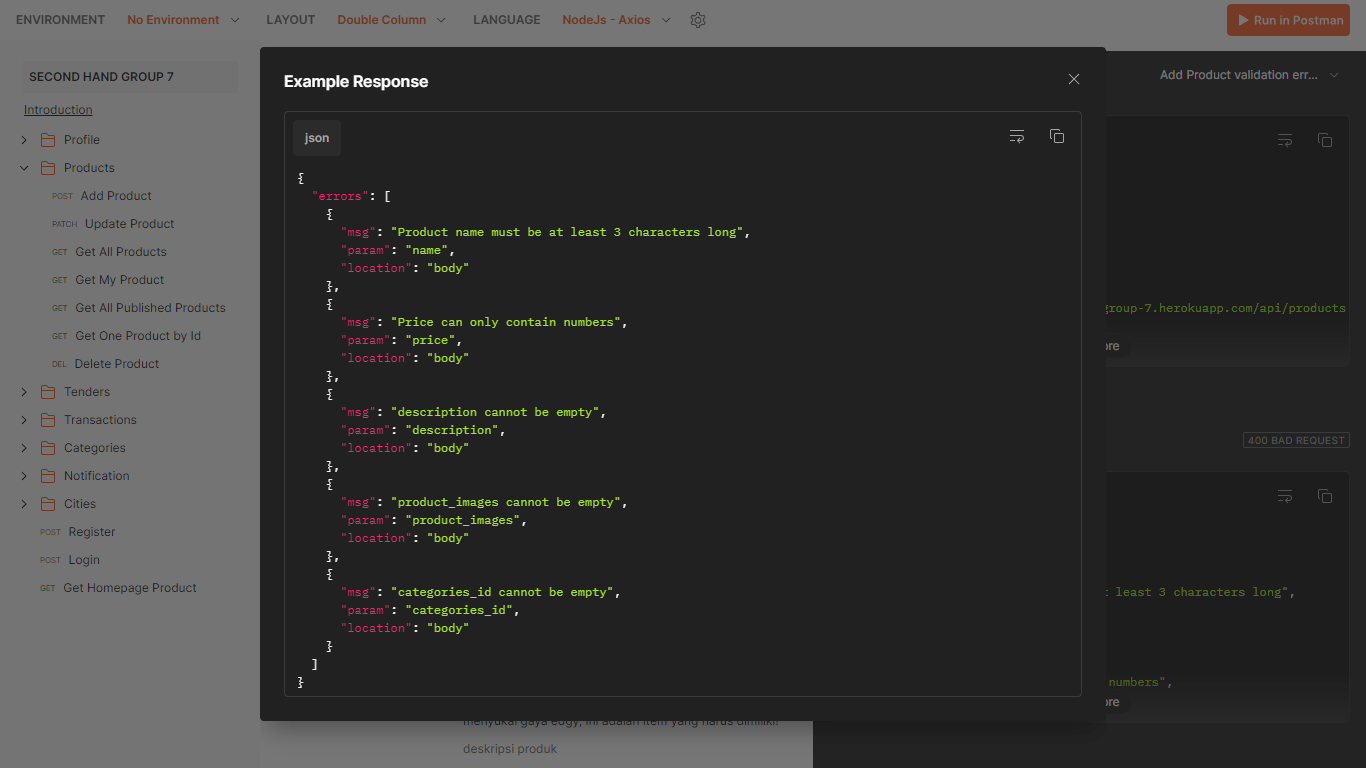 ENVIRONMENT No Environment LAYOUT Double Column LANGUAGE NodeJs - Axios Run in Postman
SECOND HAND GROUP 7
Introduction
Profile
Products
POST Add Product
PATCH Update Product
GET Get All Products
GET Get My Product
GET Get All Published Products
GET Get One Product by Id
DEL Delete Product
Tenders
Transactions
Categories
Notification
Cities
POST Register
POST Login
GET Get Homepage Product
Example Response
json
{
"errors": [
{
"msg": "Product name must be at least 3 characters long",
"param": "name",
"location": "body"
},
{
"msg": "Price can only contain numbers",
"param": "price",
"location": "body"
},
{
"msg": "description cannot be empty",
"param": "description",
"location": "body"
},
{
"msg": "product_images cannot be empty",
"param": "product_images",
"location": "body"
},
{
"msg": "categories_id cannot be empty",
"param": "categories_id",
"location": "body"
}
]
}
Add Product validation err...
group-7.herokuapp.com/api/products
ore
400 BAD REQUEST
t least 3 characters long",
numbers",
ore
menyukai gaya edgy, ini adalah item yang harus dimiliki!
deskripsi produk